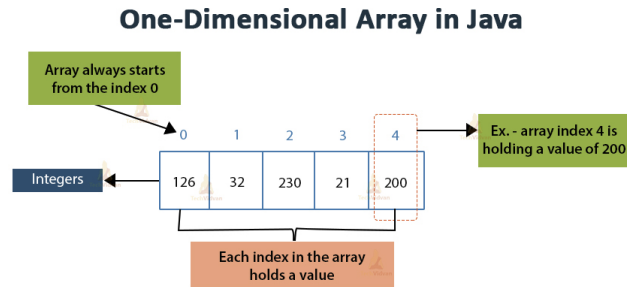 One-Dimensional Array in Java
Array always starts
from the index 0
0 1 2 3 4
Ex. - array index 4 is
holding a value of 200
Integers
126 32 230 21 200
Each index in the array
holds a value